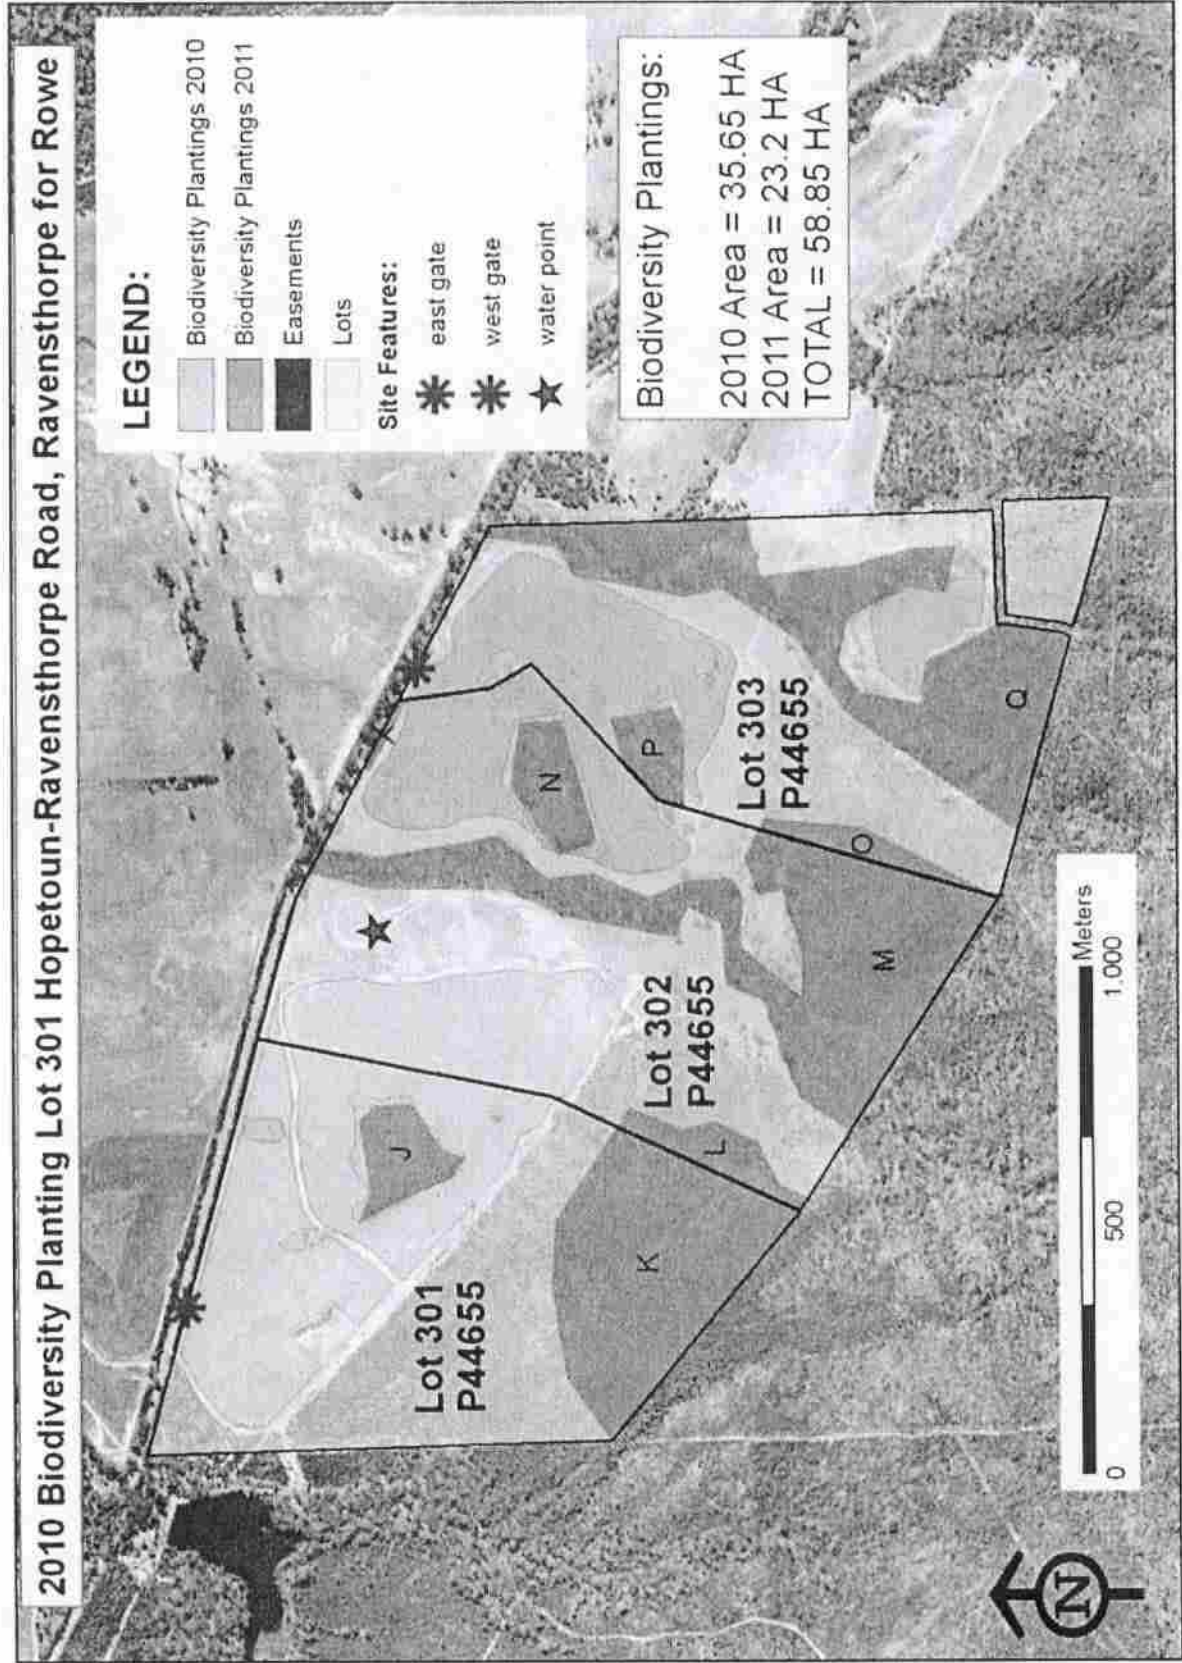 2010 Biodiversity Planting Lot 301 Hopetoun-Ravensthorpe Road, Ravensthorpe for Rowe
LEGEND:
Biodiversity Plantings 2010
Biodiversity Plantings 2011
Easements
Lots
Site Features:
east gate
west gate
water point
Biodiversity Plantings:
2010 Area = 35.65 HA
2011 Area = 23.2 HA
TOTAL = 58.85 HA
Lot 301
P44655
Lot 302
P44655
Lot 303
P44655
J
K
L
M
N
O
P
Q
0 500 1,000 Meters
N